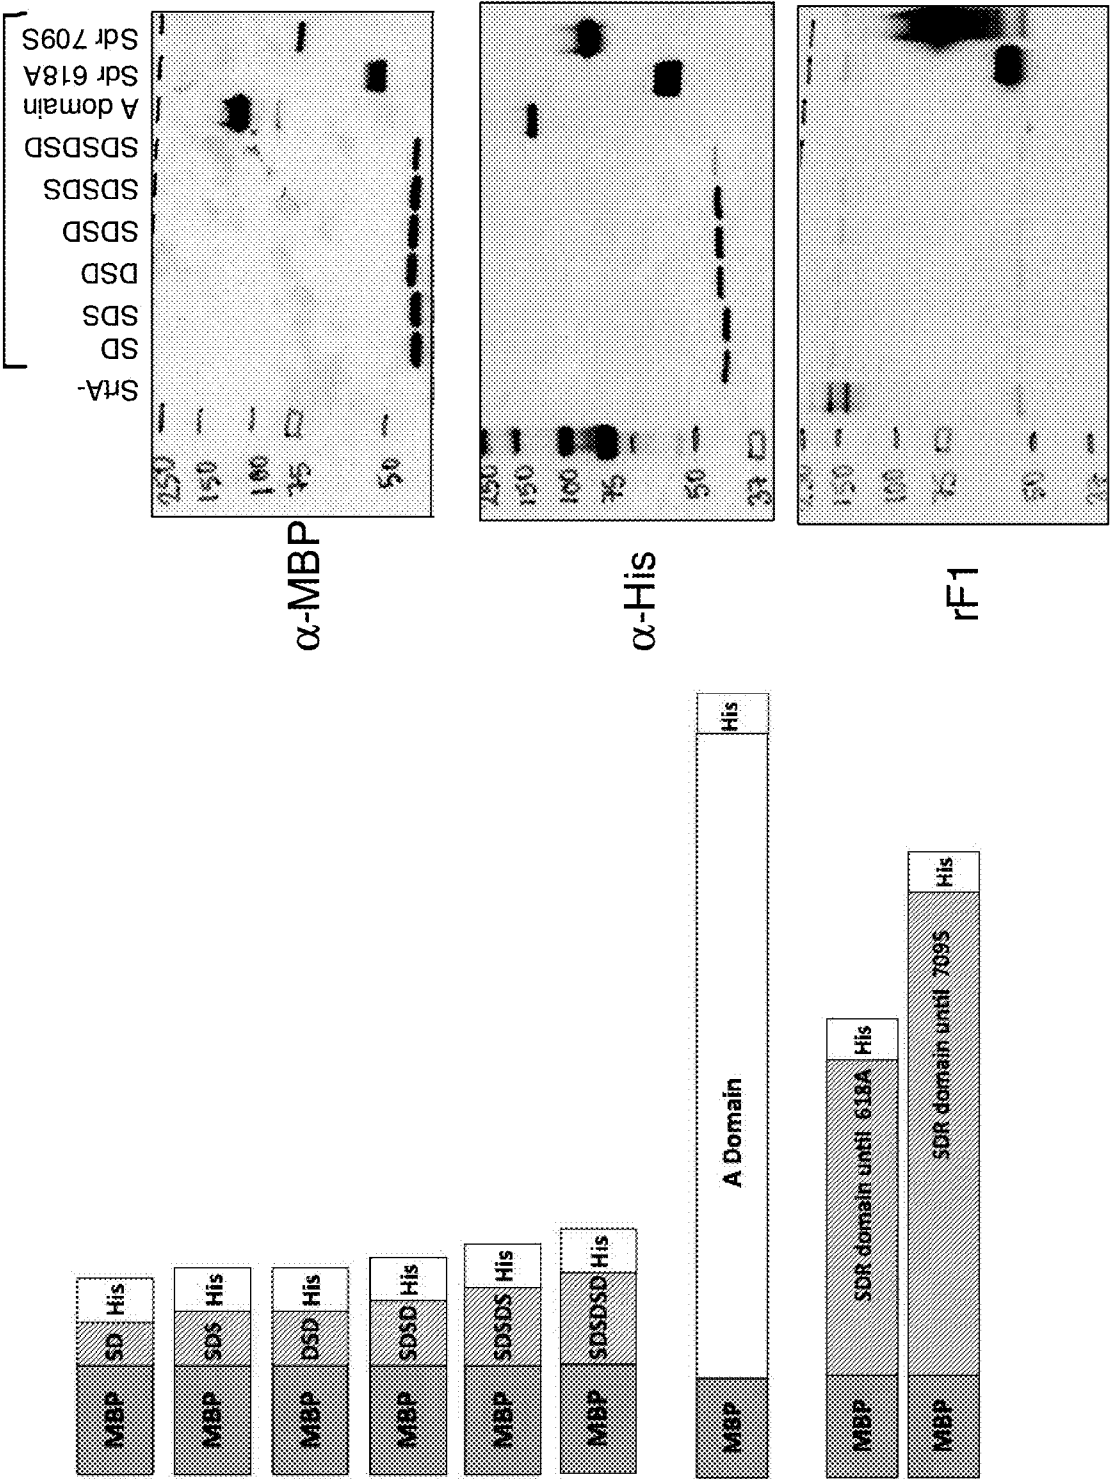 MBP SD His
MBP SDS His
MBP DSD His
MBP SDSD His
MBP SDSDS His
MBP SDSDSD His
MBP A Domain His
MBP SDR domain until 618A His
MBP SDR domain until 709S His
SrtA-
SD
SDS
DSD
SDSD
SDSDS
SDSDSD
A domain
Sdr 618A
Sdr 709S
α-MBP
250
150
100
75
50
α-His
250
150
100
75
50
37
rF1
150
100
75
50